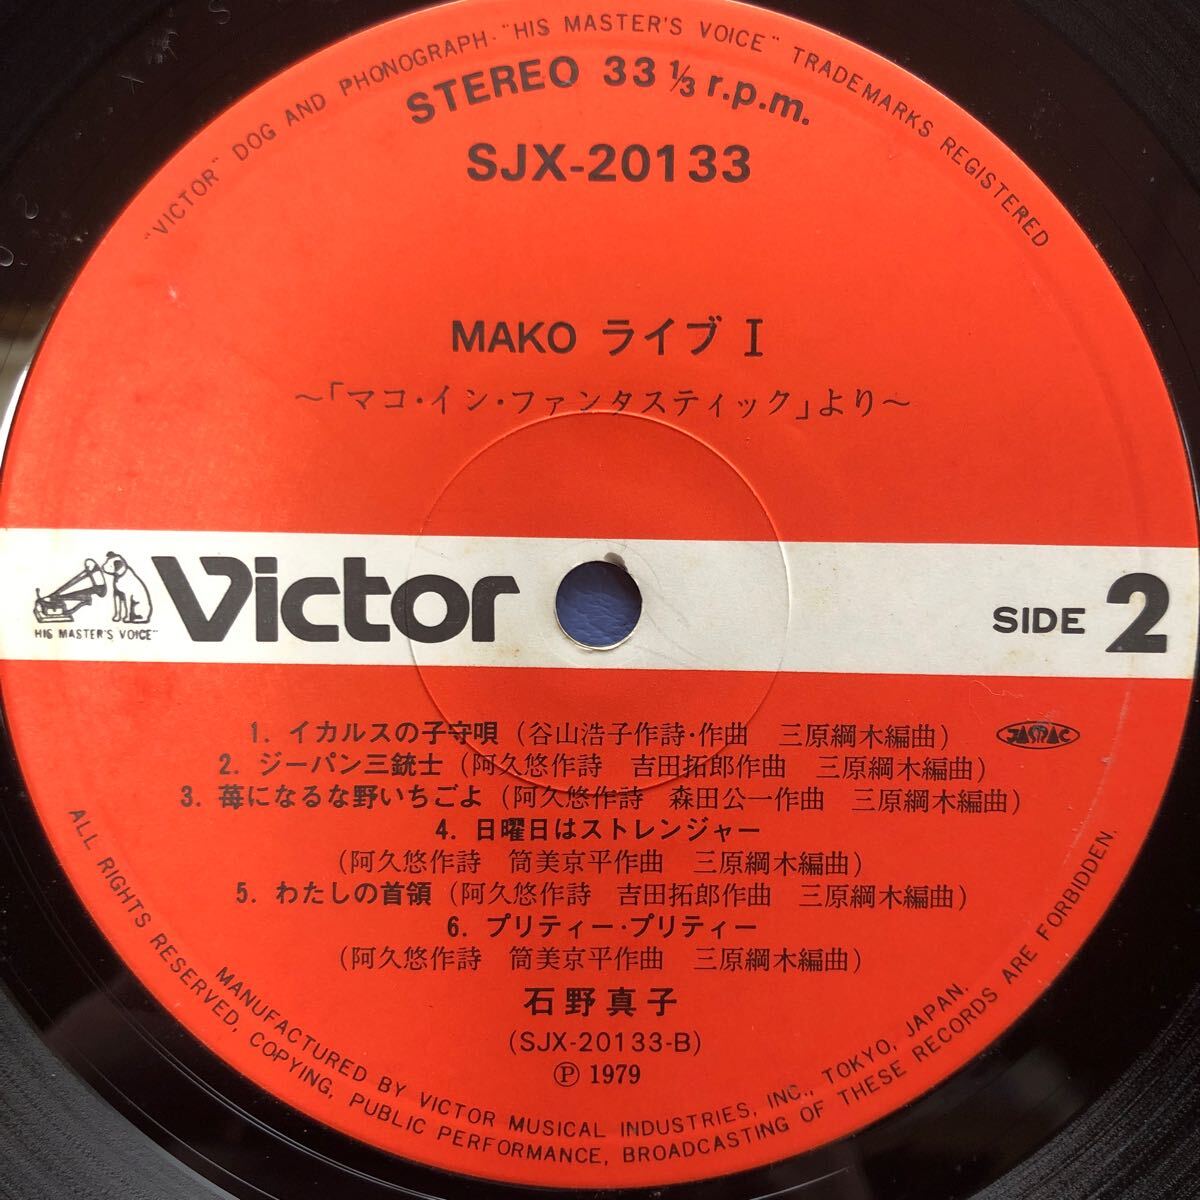 "VICTOR" DOG AND PHONOGRAPH·"HIS MASTER'S VOICE" TRADEMARKS REGISTERED
STEREO 33 1/3 r.p.m.
SJX-20133
MAKO ライブ I
～「マコ・イン・ファンタスティック」より～
HIS MASTER'S VOICE"
Victor
SIDE 2
1. イカルスの子守唄 (谷山浩子作詩・作曲 三原綱木編曲)
JASRAC
2. ジーパン三銃士 (阿久悠作詩 吉田拓郎作曲 三原綱木編曲)
3. 苺になるな野いちごよ (阿久悠作詩 森田公一作曲 三原綱木編曲)
4. 日曜日はストレンジャー
(阿久悠作詩 筒美京平作曲 三原綱木編曲)
5. わたしの首領 (阿久悠作詩 吉田拓郎作曲 三原綱木編曲)
6. プリティー・プリティー
(阿久悠作詩 筒美京平作曲 三原綱木編曲)
石野真子
(SJX-20133-B)
Ⓟ 1979
MANUFACTURED BY VICTOR MUSICAL INDUSTRIES, INC., TOKYO, JAPAN.
ALL RIGHTS RESERVED, COPYING, PUBLIC PERFORMANCE, BROADCASTING OF THESE RECORDS ARE FORBIDDEN.